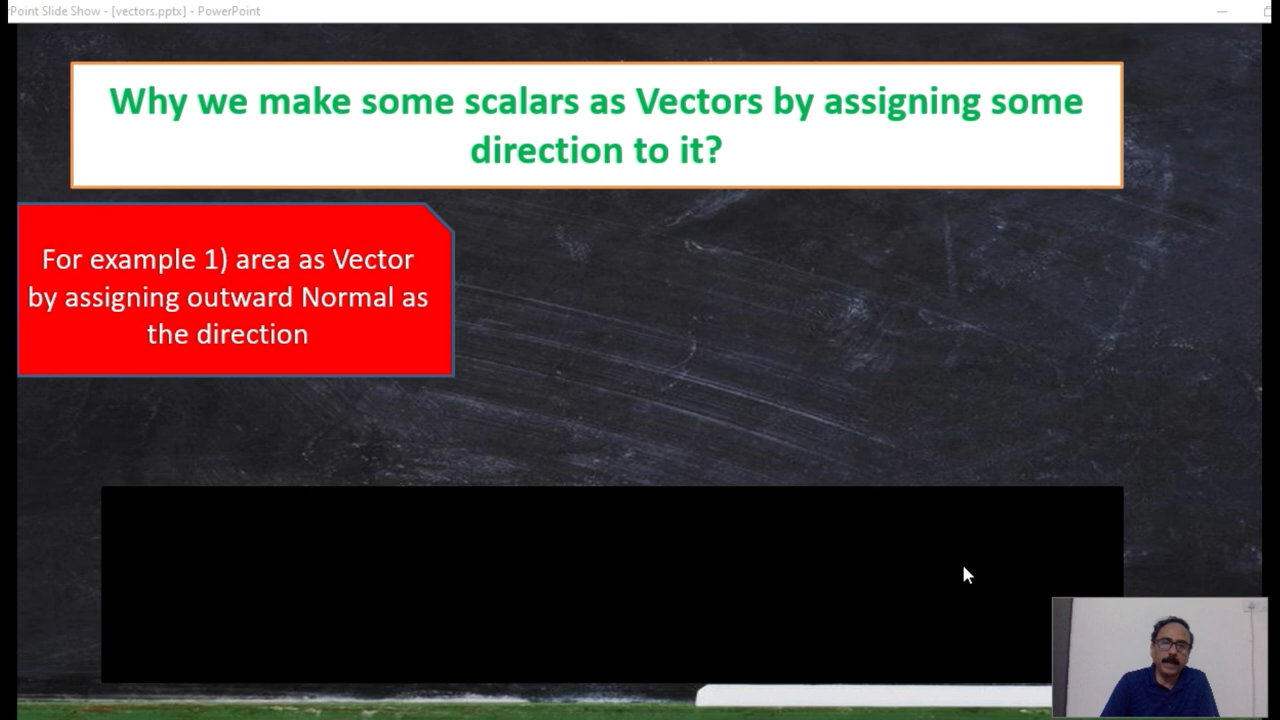 Point Slide Show - [vectors.pptx] - PowerPoint
Why we make some scalars as Vectors by assigning some
direction to it?
For example 1) area as Vector
by assigning outward Normal as
the direction